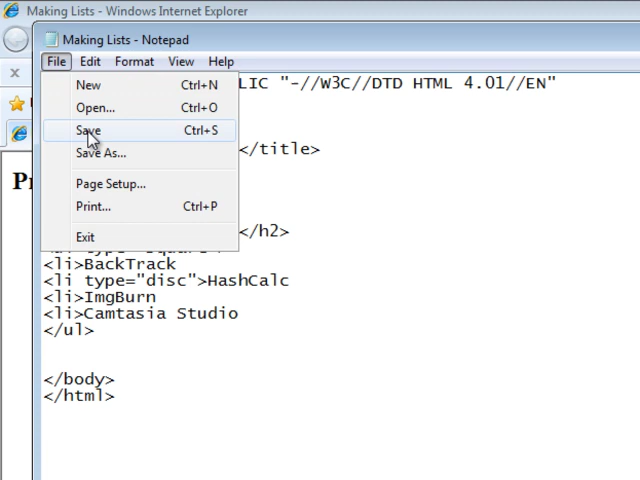 Making Lists - Windows Internet Explorer
Making Lists - Notepad
File Edit Format View Help
LIC "-//W3C//DTD HTML 4.01//EN"
New Ctrl+N
Open... Ctrl+O
Save Ctrl+S
</title>
Save As...
Page Setup...
Print... Ctrl+P
</h2>
Exit
<li>BackTrack
<li type="disc">HashCalc
<li>ImgBurn
<li>Camtasia Studio
</ul>
</body>
</html>